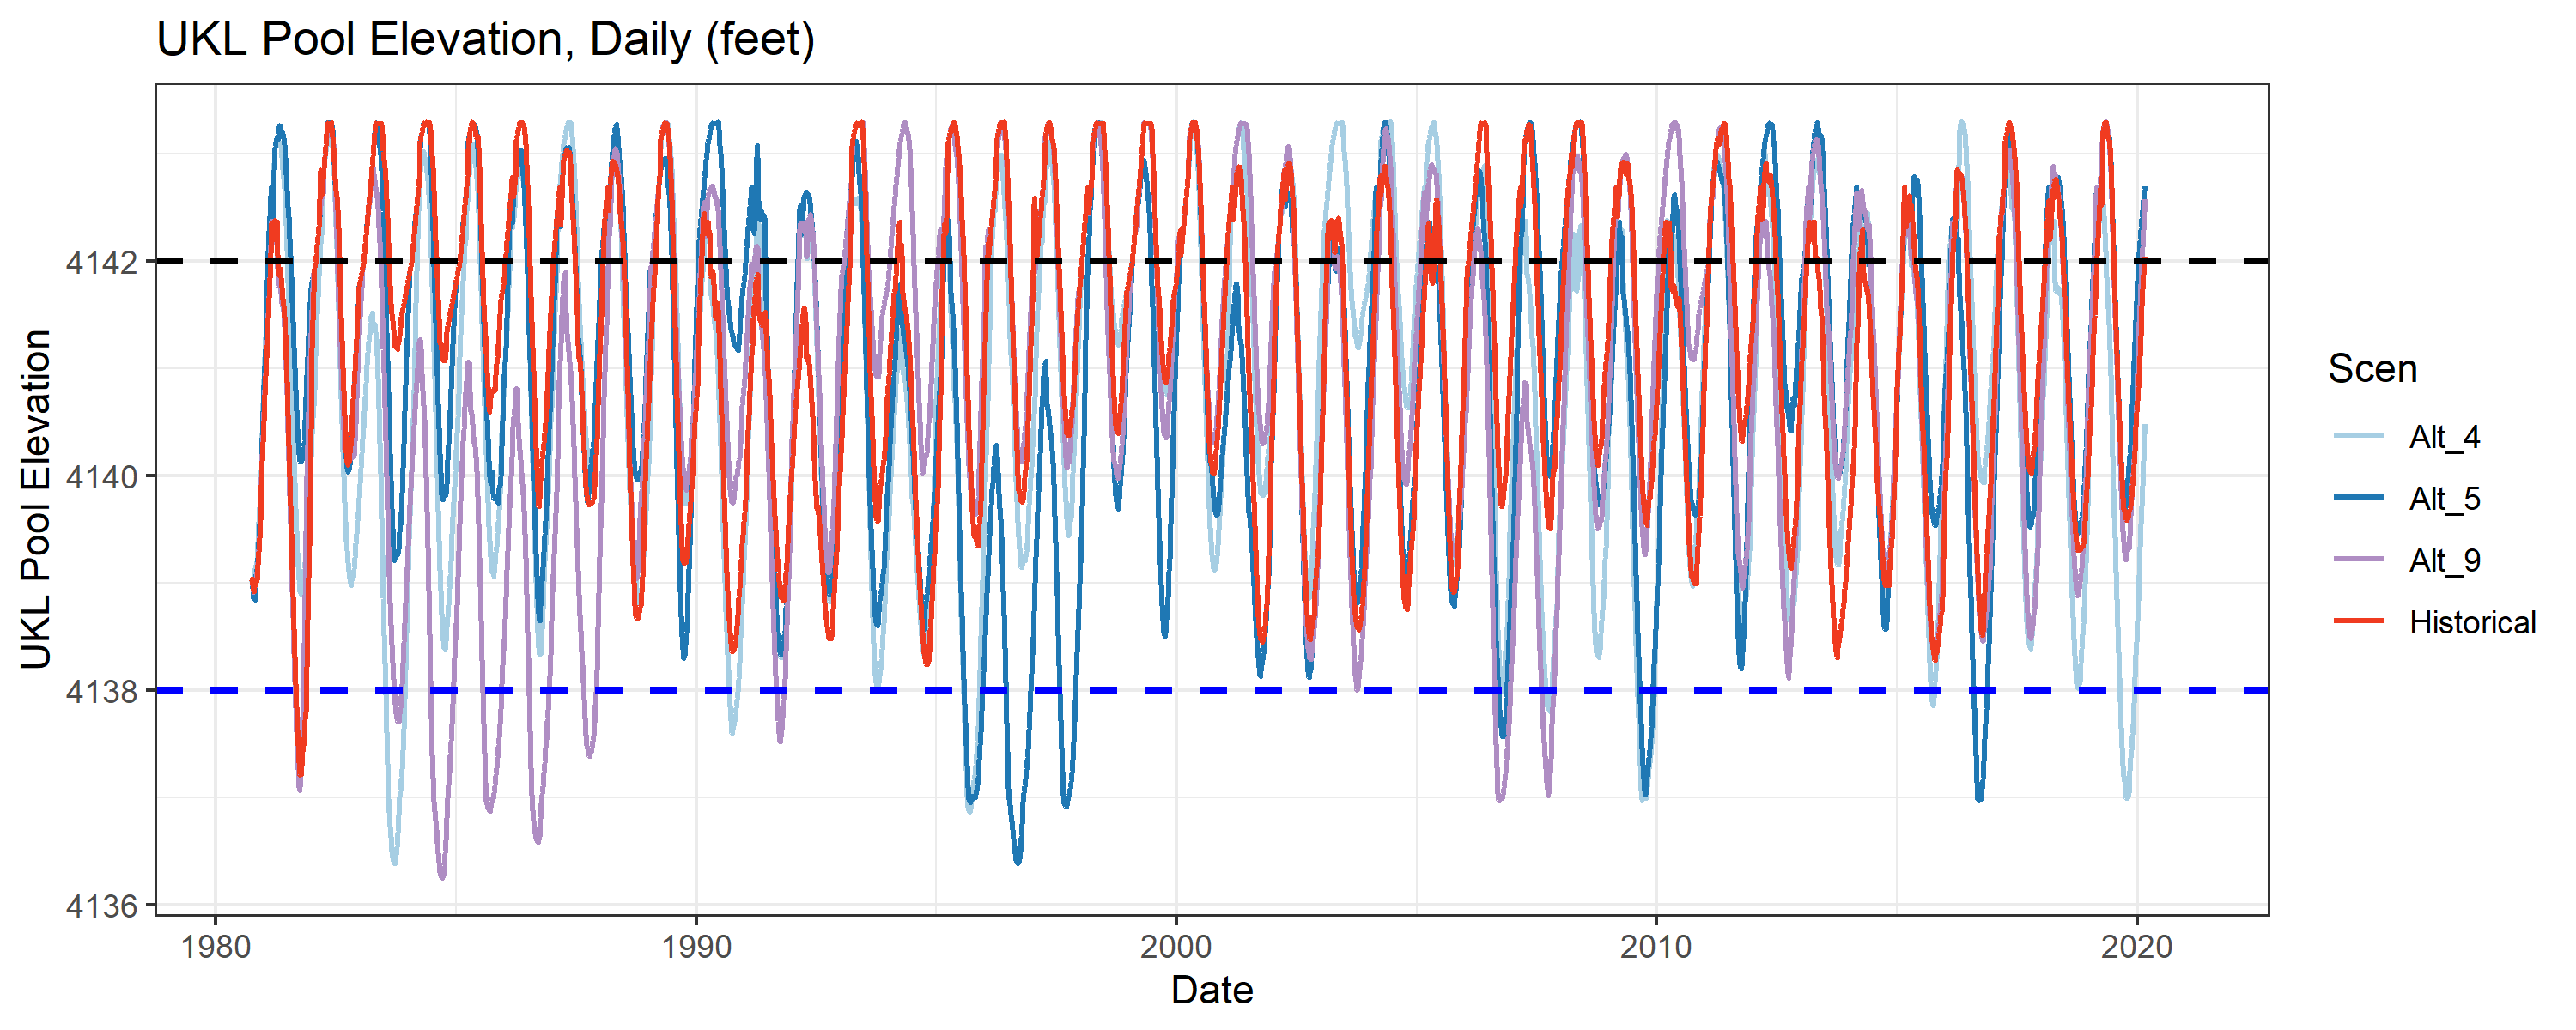 UKL Pool Elevation, Daily (feet)
UKL Pool Elevation
4142
4140
4138
4136
1980
1990
2000
2010
2020
Date
Scen
Alt_4
Alt_5
Alt_9
Historical